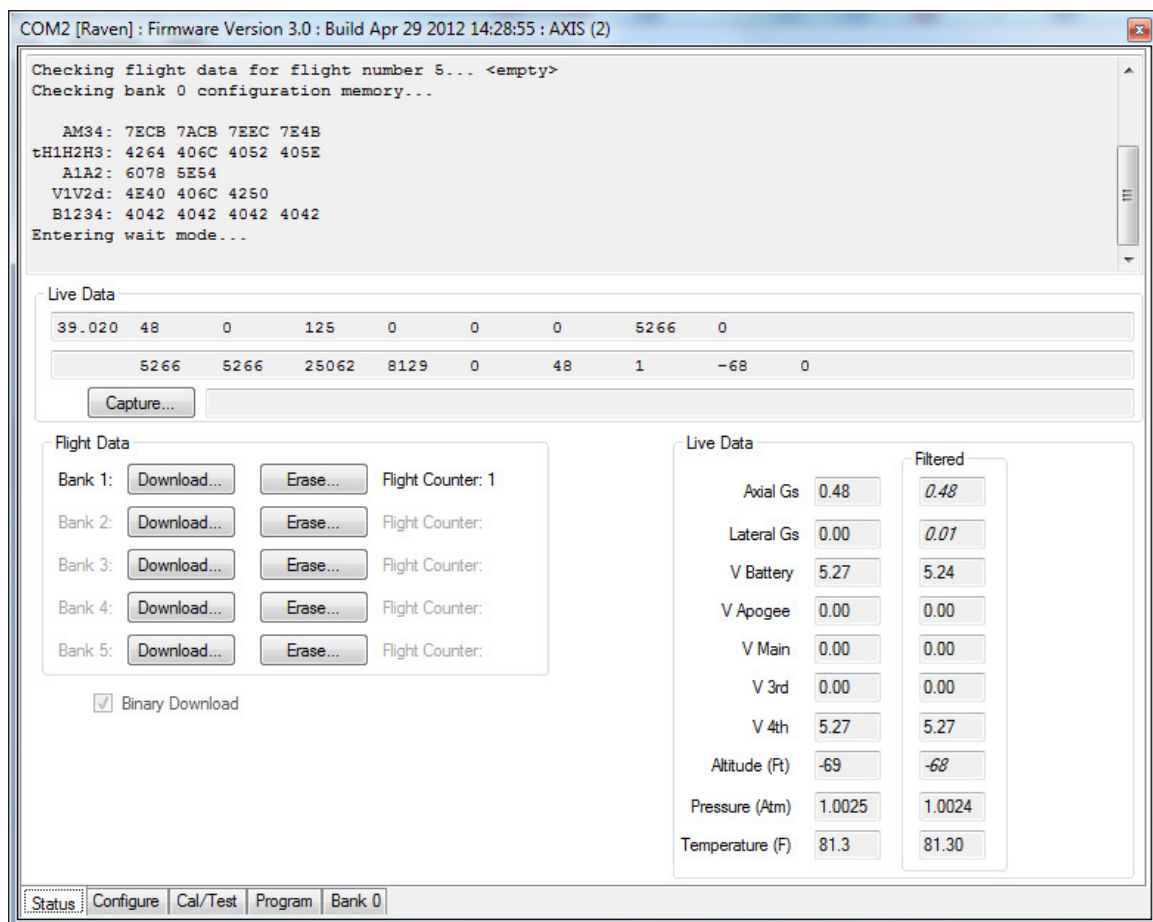 COM2 [Raven] : Firmware Version 3.0 : Build Apr 29 2012 14:28:55 : AXIS (2)
Checking flight data for flight number 5... <empty>
Checking bank 0 configuration memory...
AM34: 7ECB 7ACB 7EEC 7E4B
tH1H2H3: 4264 406C 4052 405E
A1A2: 6078 5E54
V1V2d: 4E40 406C 4250
B1234: 4042 4042 4042 4042
Entering wait mode...
Live Data
39.020 48 0 125 0 0 0 5266 0
5266 5266 25062 8129 0 48 1 -68 0
Capture...
Flight Data
Bank 1: Download... Erase... Flight Counter: 1
Bank 2: Download... Erase... Flight Counter:
Bank 3: Download... Erase... Flight Counter:
Bank 4: Download... Erase... Flight Counter:
Bank 5: Download... Erase... Flight Counter:
Binary Download
Live Data
Filtered
Axial Gs 0.48 0.48
Lateral Gs 0.00 0.01
V Battery 5.27 5.24
V Apogee 0.00 0.00
V Main 0.00 0.00
V 3rd 0.00 0.00
V 4th 5.27 5.27
Altitude (Ft) -69 -68
Pressure (Atm) 1.0025 1.0024
Temperature (F) 81.3 81.30
Status Configure Cal/Test Program Bank 0